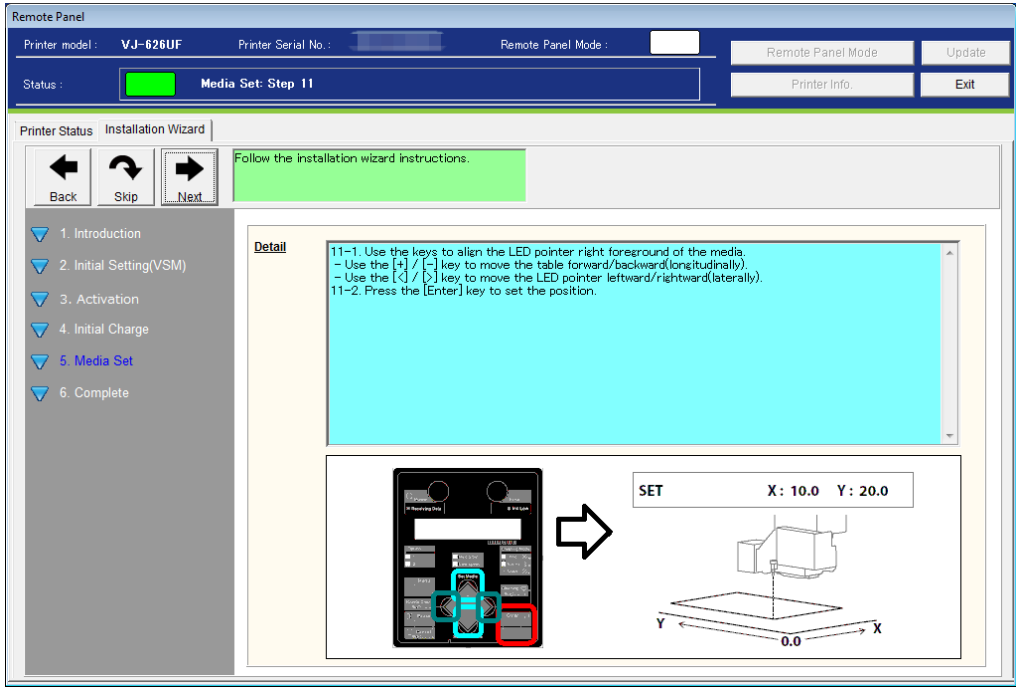 Remote Panel
Printer model : VJ-626UF Printer Serial No. : Remote Panel Mode :
Remote Panel Mode Update
Status : Media Set: Step 11
Printer Info. Exit
Printer Status Installation Wizard
Back Skip Next
Follow the installation wizard instructions.
1. Introduction
2. Initial Setting(VSM)
3. Activation
4. Initial Charge
5. Media Set
6. Complete
Detail
11-1. Use the keys to align the LED pointer right foreground of the media.
- Use the [+] / [-] key to move the table forward/backward(longitudinally).
- Use the [<] / [>] key to move the LED pointer leftward/rightward(laterally).
11-2. Press the [Enter] key to set the position.
SET X: 10.0 Y: 20.0
Y X
0.0